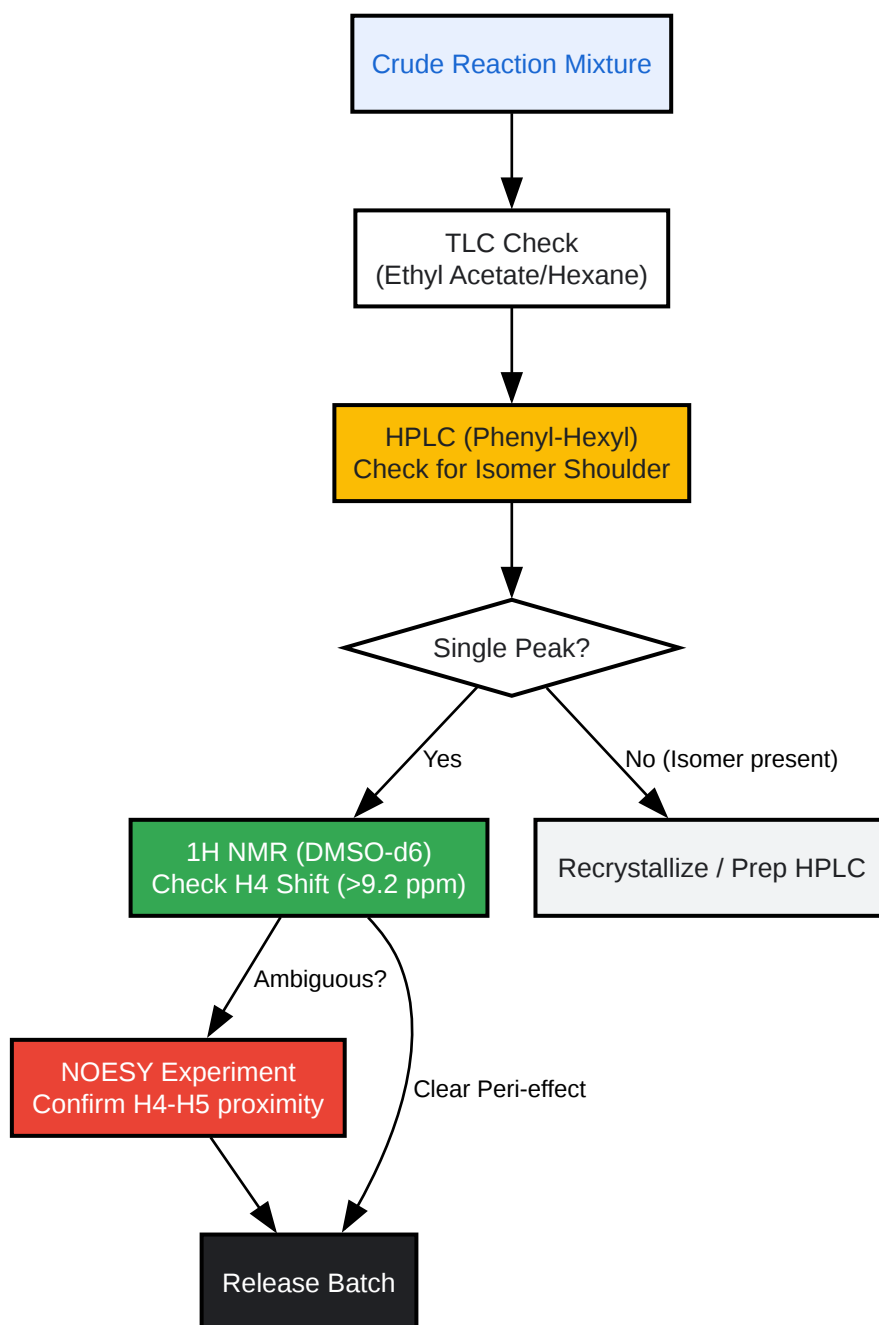 Crude Reaction Mixture
TLC Check
(Ethyl Acetate/Hexane)
HPLC (Phenyl-Hexyl)
Check for Isomer Shoulder
Single Peak?
Yes
No (Isomer present)
1H NMR (DMSO-d6)
Check H4 Shift (>9.2 ppm)
Recrystallize / Prep HPLC
Ambiguous?
NOESY Experiment
Confirm H4-H5 proximity
Clear Peri-effect
Release Batch